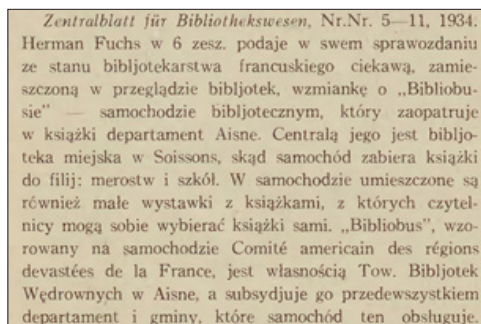 Zentralblatt für Bibliothekswesen, Nr.Nr. 5—11, 1934.
Herman Fuchs w 6 zesz. podaje w swem sprawozdaniu
ze stanu bibljotekarstwa francuskiego ciekawą, zamie-
szczoną w przeglądzie bibljotek, wzmiankę o „Bibliobu-
sie" — samochodzie bibljotecznym, który zaopatruje
w książki departament Aisne. Centralą jego jest bibljo-
teka miejska w Soissons, skąd samochód zabiera książki
do filij: merostw i szkół. W samochodzie umieszczone są
również małe wystawki z książkami, z których czytel-
nicy mogą sobie wybierać książki sami. „Bibliobus", wzo-
rowany na samochodzie Comité americain des régions
devastées de la France, jest własnością Tow. Bibljotek
Wędrownych w Aisne, a subsydjuje go przedewszystkiem
departament i gminy, które samochód ten obsługuje.